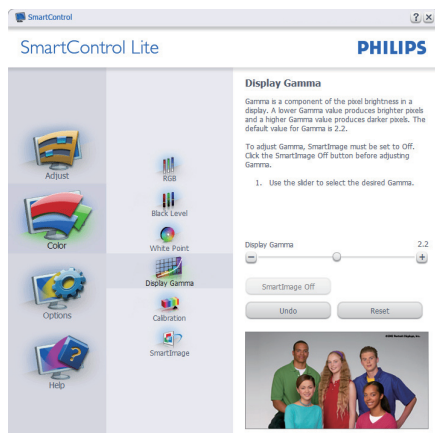 SmartControl
? ×
SmartControl Lite
PHILIPS
Adjust
Color
Options
Help
RGB
Black Level
White Point
Display Gamma
Calibration
SmartImage
Display Gamma
Gamma is a component of the pixel brightness in a
display. A lower Gamma value produces brighter pixels
and a higher Gamma value produces darker pixels. The
default value for Gamma is 2.2.
To adjust Gamma, SmartImage must be set to Off.
Click the SmartImage Off button before adjusting
Gamma.
1. Use the slider to select the desired Gamma.
Display Gamma 2.2
SmartImage Off
Undo Reset